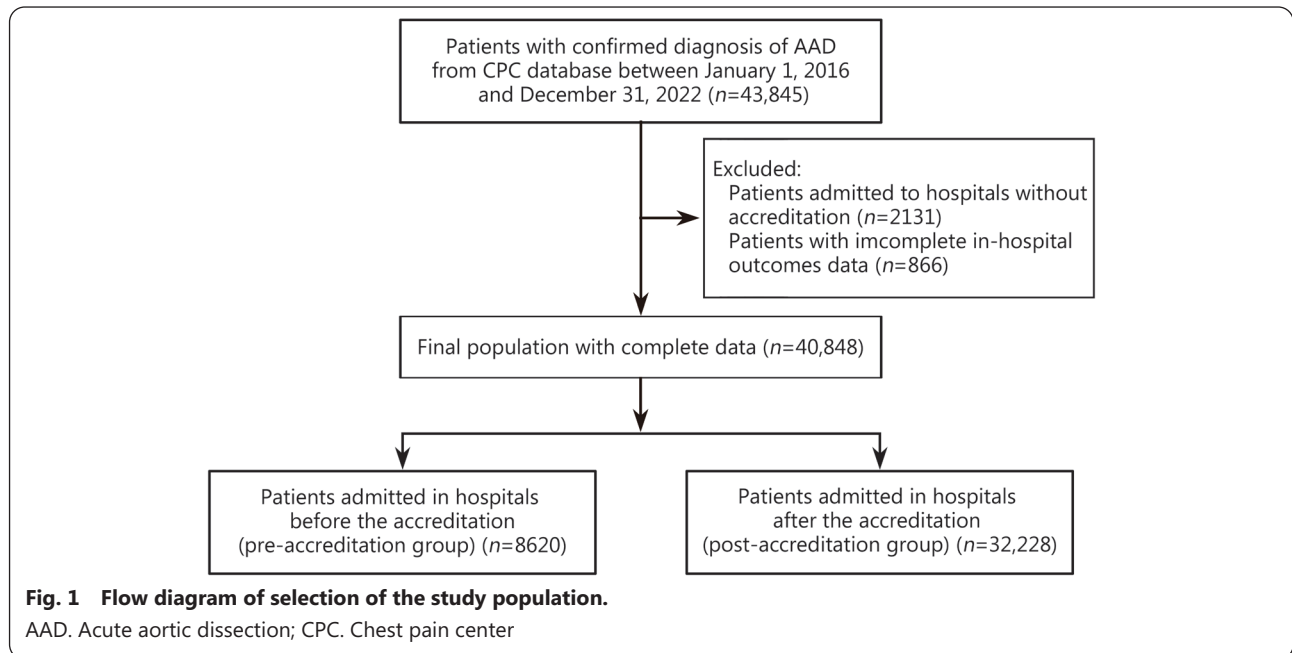 Patients with confirmed diagnosis of AAD
from CPC database between January 1, 2016
and December 31, 2022 (n=43,845)
Excluded:
Patients admitted to hospitals without
accreditation (n=2131)
Patients with imcomplete in-hospital
outcomes data (n=866)
Final population with complete data (n=40,848)
Patients admitted in hospitals
before the accreditation
(pre-accreditation group) (n=8620)
Patients admitted in hospitals
after the accreditation
(post-accreditation group) (n=32,228)
Fig. 1 Flow diagram of selection of the study population.
AAD. Acute aortic dissection; CPC. Chest pain center